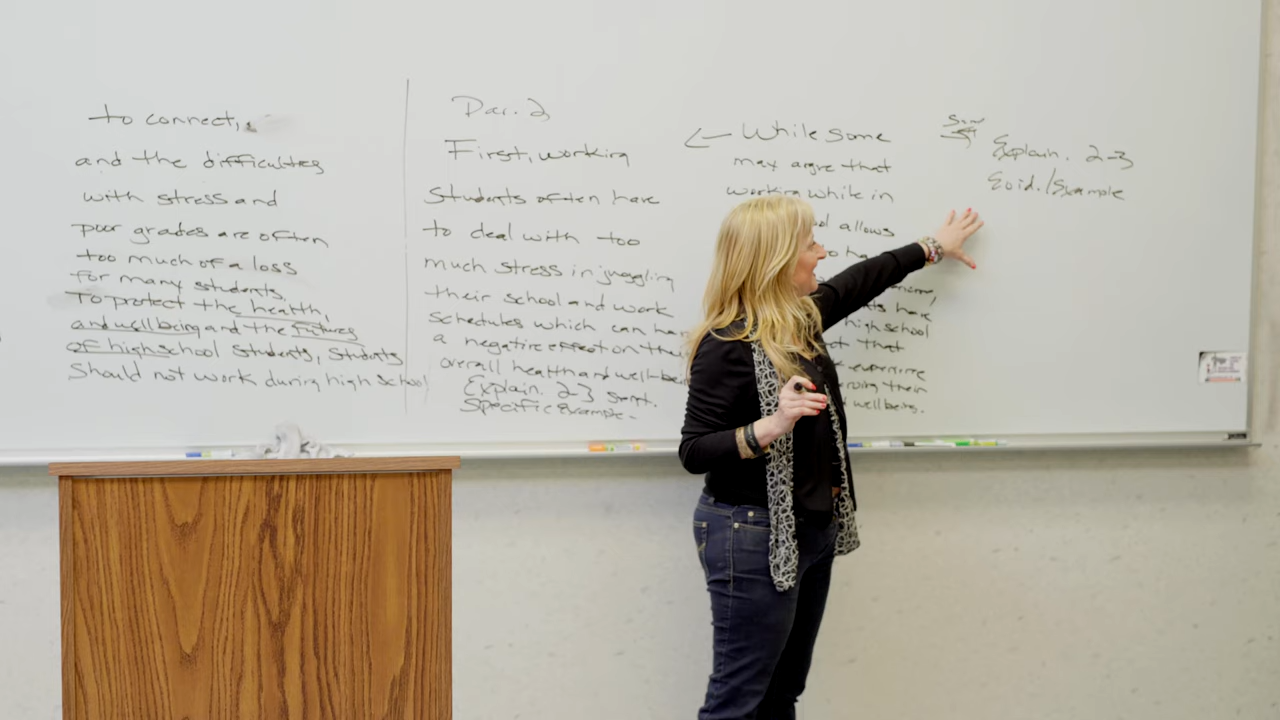 to connect,
and the difficulties
with stress and
poor grades are often
too much of a loss
for many students.
To protect the health,
and wellbeing and the futures
of high school students, students
should not work during high school
Par. 2
First, working
students often have
to deal with too
much stress in juggling
their school and work
schedules which can
a negative effect on
overall health and well-being
Explain. 2-3 sent.
Specific example.
← While some
may argue that
working while in
allows
have,
high school
that
their
wellbeing.
Explain. 2-3
Evid./Example